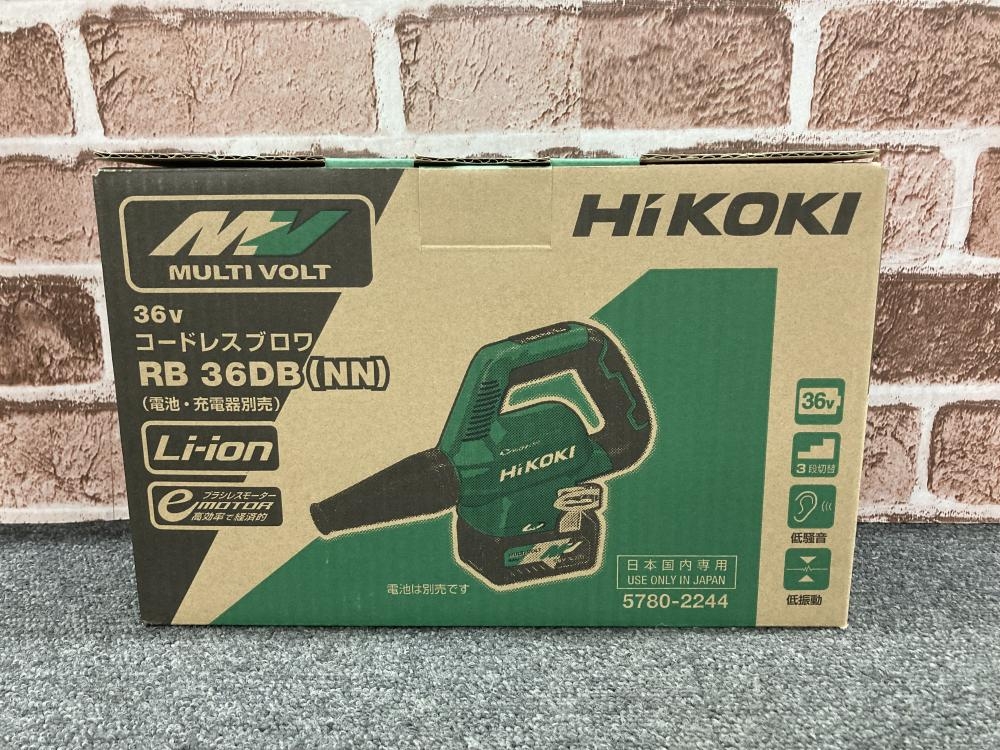 MV
MULTI VOLT
HiKOKI
36v
コードレスブロワ
RB 36DB(NN)
(電池・充電器別売)
Li-ion
ブラシレスモーター
e MOTOR
高効率で経済的
HiKOKI
MULTI VOLT
電池は別売です
36v
3段切替
低騒音
低振動
日本国内専用
USE ONLY IN JAPAN
5780-2244